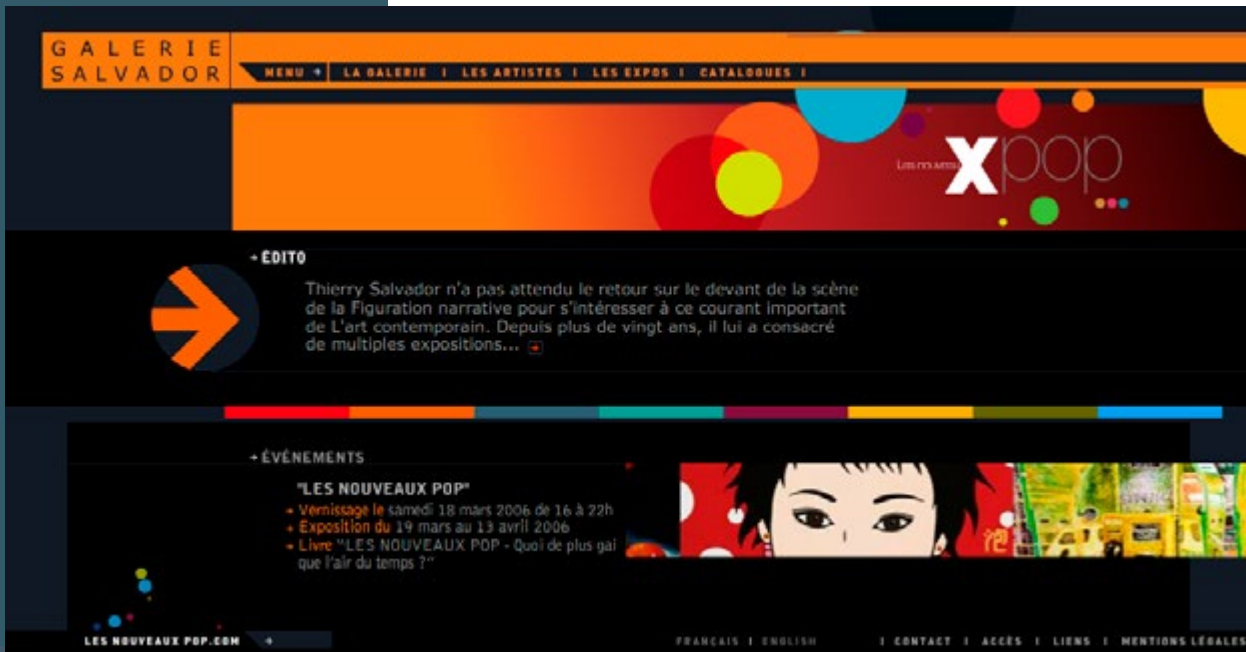 GALERIE
SALVADOR
MENU → LA GALERIE I LES ARTISTES I LES EXPOS I CATALOGUES I
xpop
→ ÉDITO
Thierry Salvador n'a pas attendu le retour sur le devant de la scène
de la Figuration narrative pour s'intéresser à ce courant important
de L'art contemporain. Depuis plus de vingt ans, il lui a consacré
de multiples expositions...
→ ÉVÉNEMENTS
"LES NOUVEAUX POP"
→ Vernissage le samedi 18 mars 2006 de 16 à 22h
→ Exposition du 19 mars au 13 avril 2006
→ Livre "LES NOUVEAUX POP - Quoi de plus gai
que l'air du temps ?"
LES NOUVEAUX POP.COM →
FRANÇAIS I ENGLISH I CONTACT I ACCÈS I LIENS I MENTIONS LÉGALES